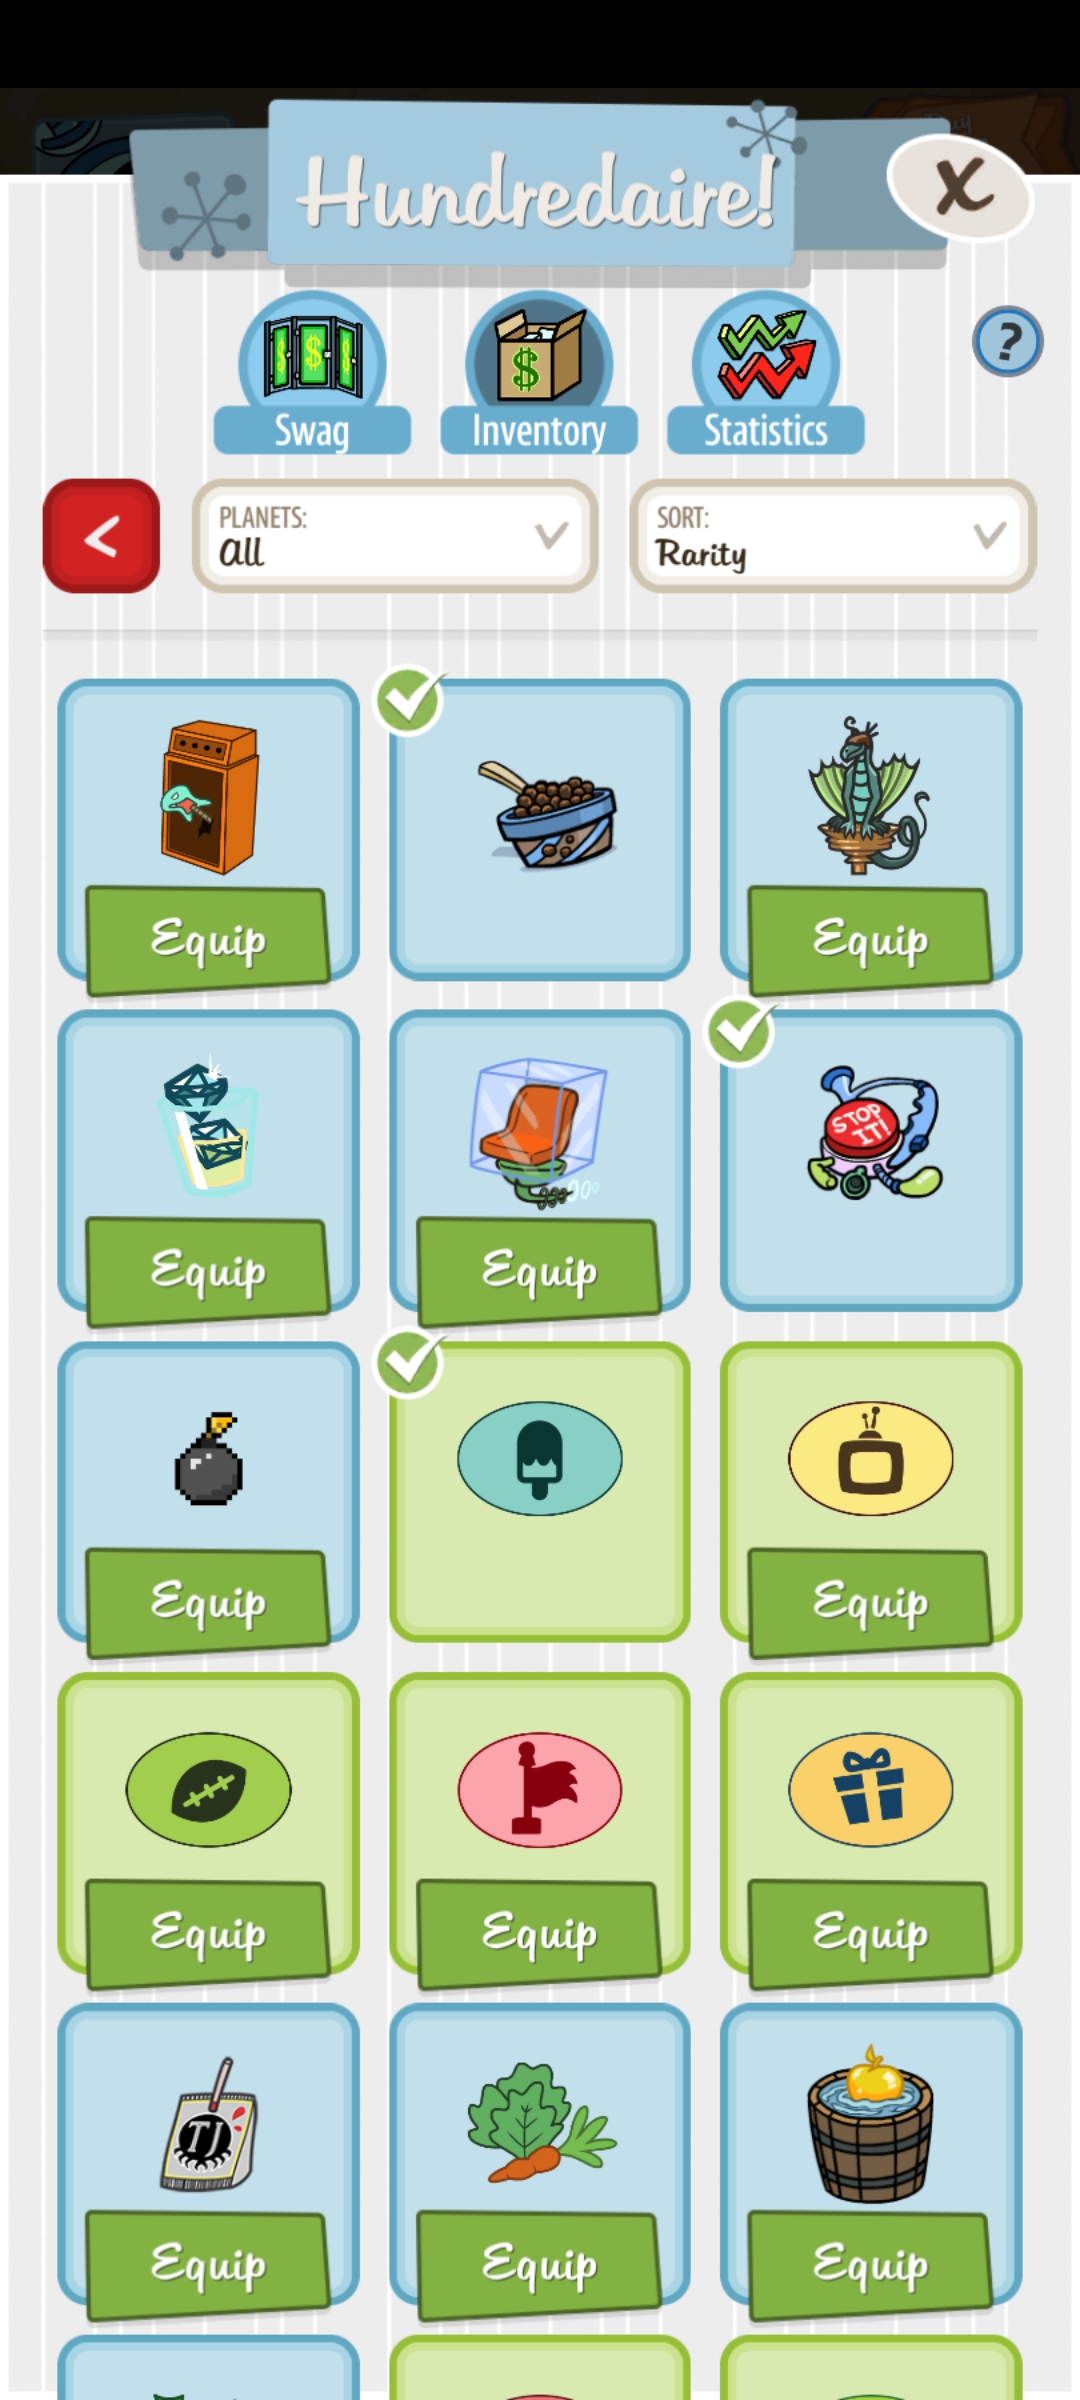 Hundredaire!
X
Swag
Inventory
Statistics
?
PLANETS:
All
SORT:
Rarity
Equip
Equip
Equip
Equip
STOP IT!
Equip
Equip
Equip
Equip
Equip
TJ
Equip
Equip
Equip